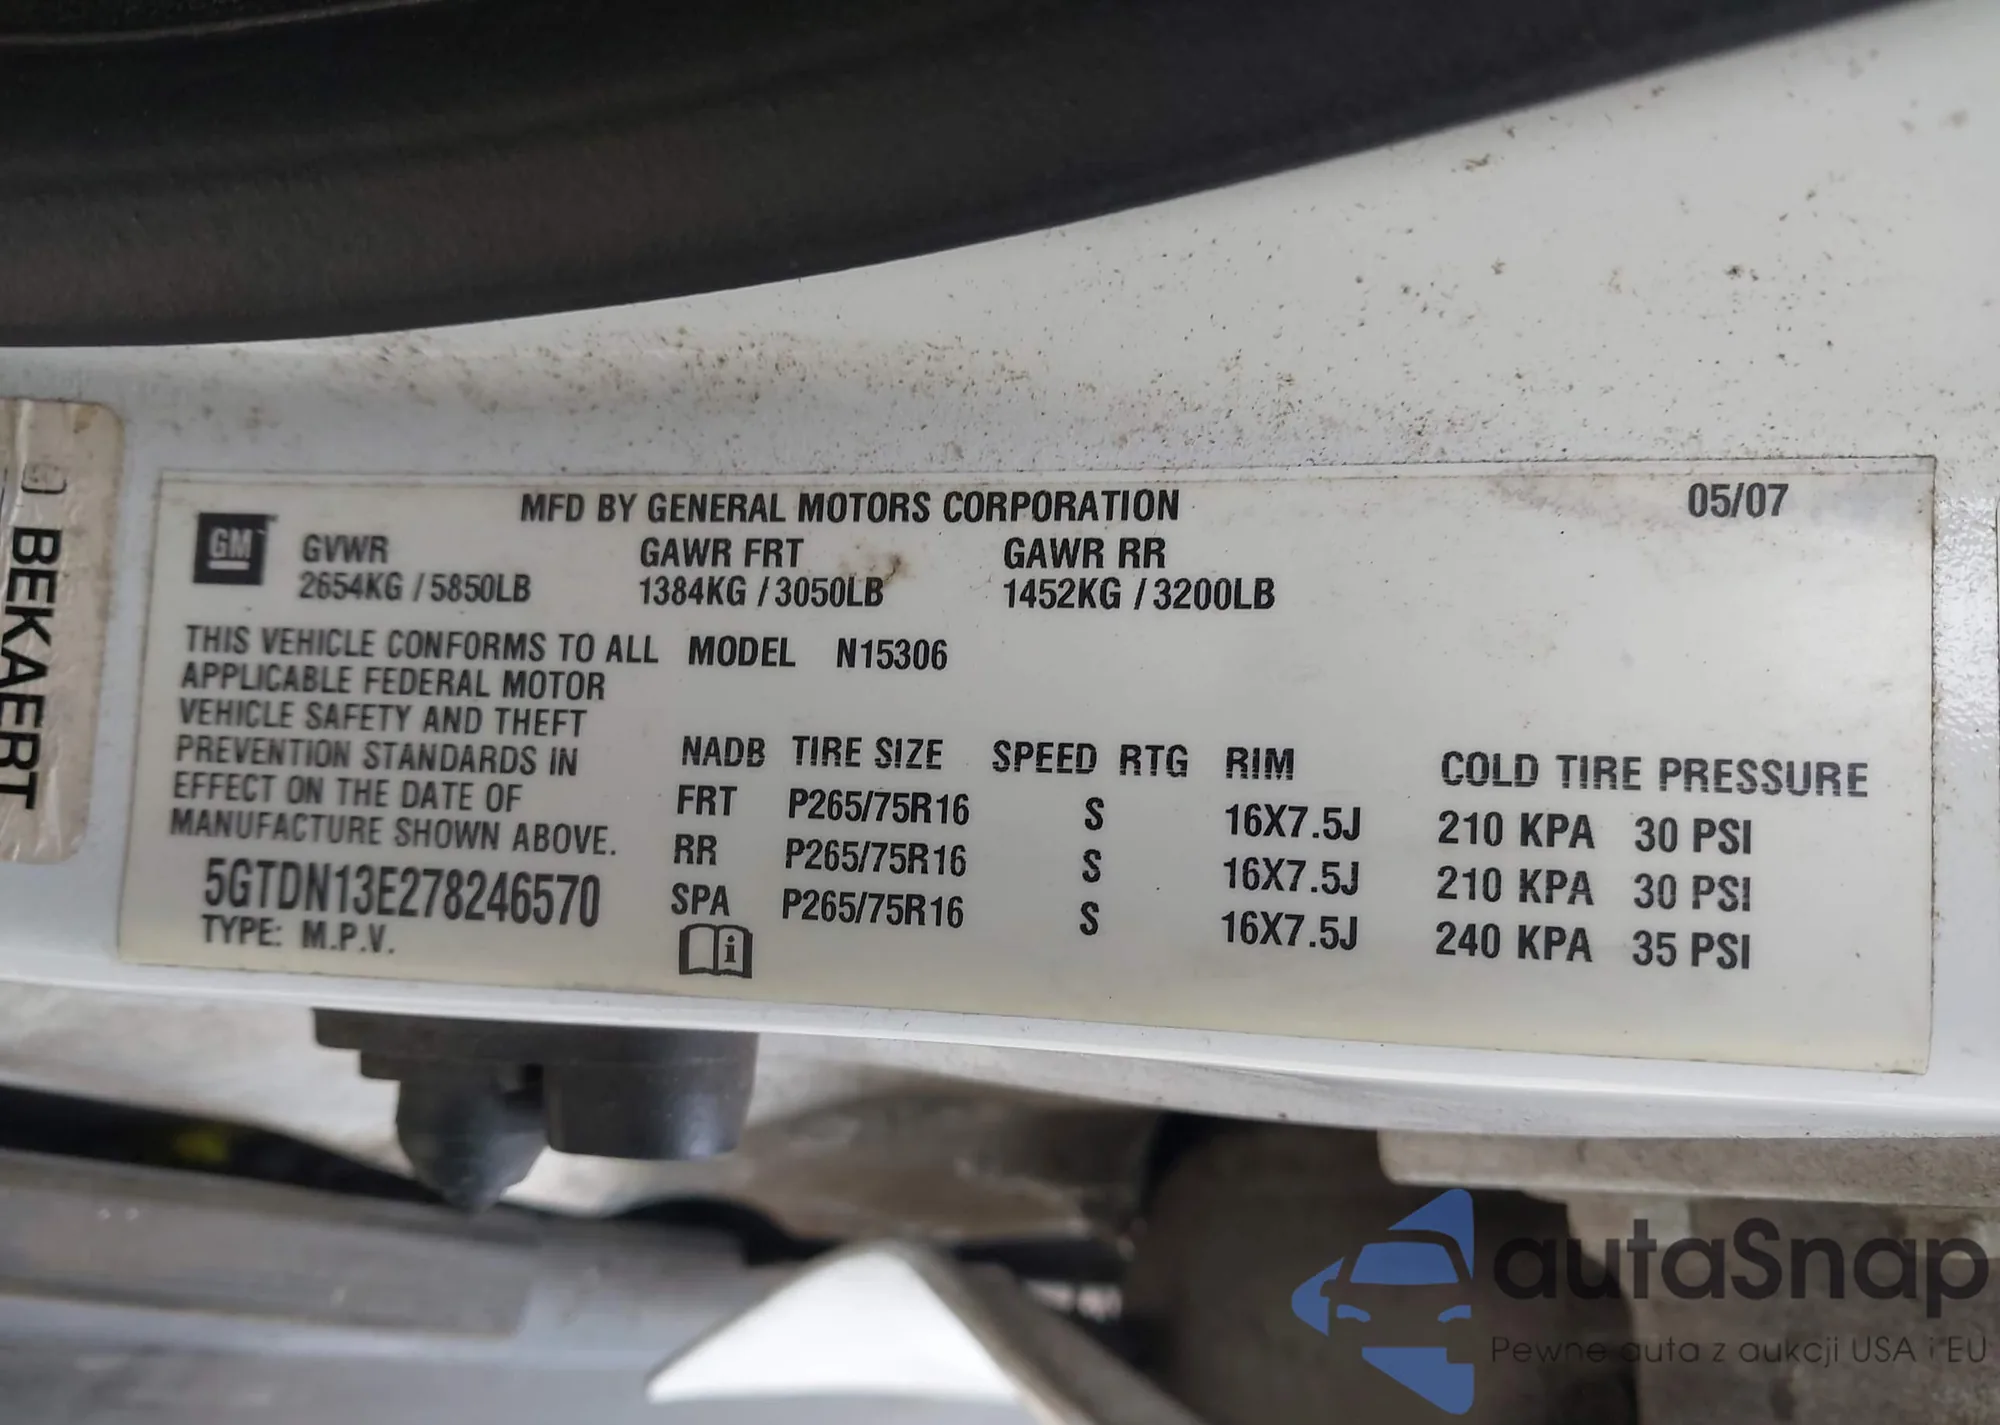 BEKAERT
MFD BY GENERAL MOTORS CORPORATION 05/07
GM
GVWR GAWR FRT GAWR RR
2654KG / 5850LB 1384KG / 3050LB 1452KG / 3200LB
THIS VEHICLE CONFORMS TO ALL MODEL N15306
APPLICABLE FEDERAL MOTOR
VEHICLE SAFETY AND THEFT
PREVENTION STANDARDS IN
EFFECT ON THE DATE OF
MANUFACTURE SHOWN ABOVE.
5GTDN13E278246570
TYPE: M.P.V.
NADB TIRE SIZE SPEED RTG RIM COLD TIRE PRESSURE
FRT P265/75R16 S 16X7.5J 210 KPA 30 PSI
RR P265/75R16 S 16X7.5J 210 KPA 30 PSI
SPA P265/75R16 S 16X7.5J 240 KPA 35 PSI
i
autaSnap
Pewne auta z aukcji USA i EU